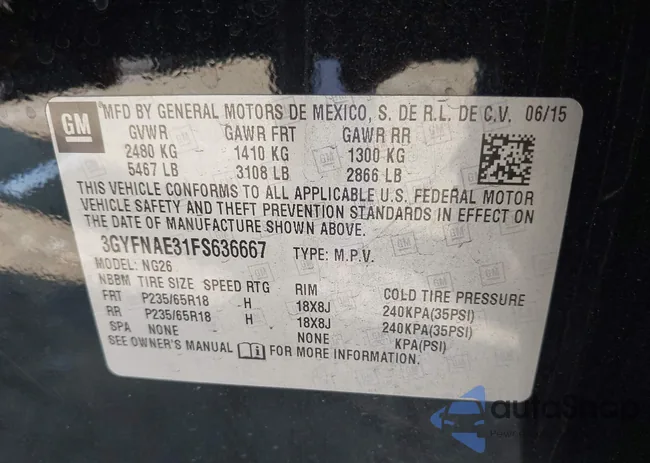 GM
MFD BY GENERAL MOTORS DE MEXICO, S. DE R.L. DE C.V. 06/15
GVWR GAWR FRT GAWR RR
2480 KG 1410 KG 1300 KG
5467 LB 3108 LB 2866 LB
THIS VEHICLE CONFORMS TO ALL APPLICABLE U.S. FEDERAL MOTOR
VEHICLE SAFETY AND THEFT PREVENTION STANDARDS IN EFFECT ON
THE DATE OF MANUFACTURE SHOWN ABOVE.
3GYFNAE31FS636667 TYPE: M.P.V.
MODEL: NG26
NBBM TIRE SIZE SPEED RTG RIM COLD TIRE PRESSURE
FRT P235/65R18 - H 18X8J 240KPA(35PSI)
RR P235/65R18 H 18X8J 240KPA(35PSI)
SPA NONE NONE KPA(PSI)
SEE OWNER'S MANUAL FOR MORE INFORMATION.
autoShop